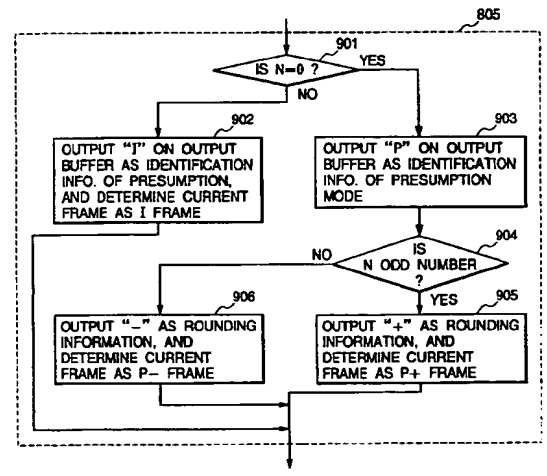 805
901
IS N=0 ?
YES
NO
902
OUTPUT "I" ON OUTPUT
BUFFER AS IDENTIFICATION
INFO. OF PRESUMPTION,
AND DETERMINE CURRENT
FRAME AS I FRAME
903
OUTPUT "P" ON OUTPUT
BUFFER AS IDENTIFICATION
INFO. OF PRESUMPTION
MODE
904
IS
N ODD NUMBER
?
NO
YES
906
OUTPUT "−" AS ROUNDING
INFORMATION, AND
DETERMINE CURRENT
FRAME AS P− FRAME
905
OUTPUT "+" AS ROUNDING
INFORMATION, AND
DETERMINE CURRENT
FRAME AS P+ FRAME